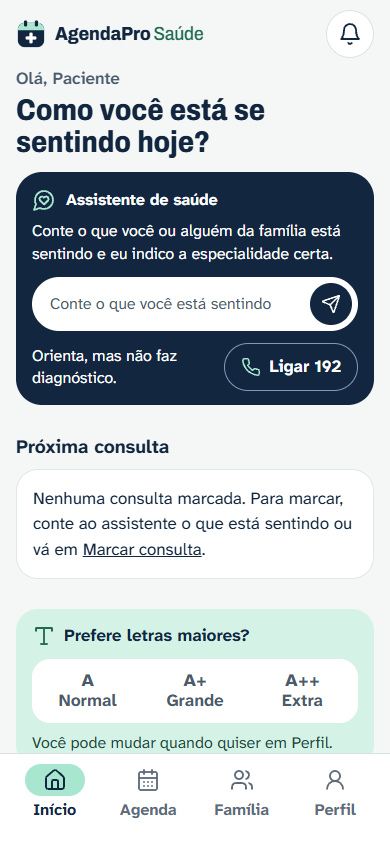 AgendaPro Saúde
Olá, Paciente
Como você está se
sentindo hoje?
Assistente de saúde
Conte o que você ou alguém da família está
sentindo e eu indico a especialidade certa.
Conte o que você está sentindo
Orienta, mas não faz
diagnóstico.
Ligar 192
Próxima consulta
Nenhuma consulta marcada. Para marcar,
conte ao assistente o que está sentindo ou
vá em Marcar consulta.
Prefere letras maiores?
A
Normal
A+
Grande
A++
Extra
Você pode mudar quando quiser em Perfil.
Início
Agenda
Família
Perfil